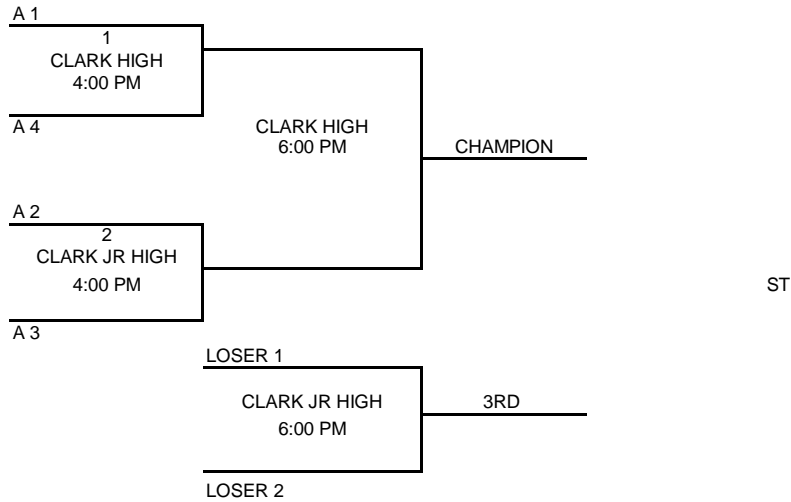 A 1
1
CLARK HIGH
4:00 PM
A 4
CLARK HIGH
6:00 PM
CHAMPION
A 2
2
CLARK JR HIGH
4:00 PM
ST
A 3
LOSER 1
CLARK JR HIGH
6:00 PM
3RD
LOSER 2